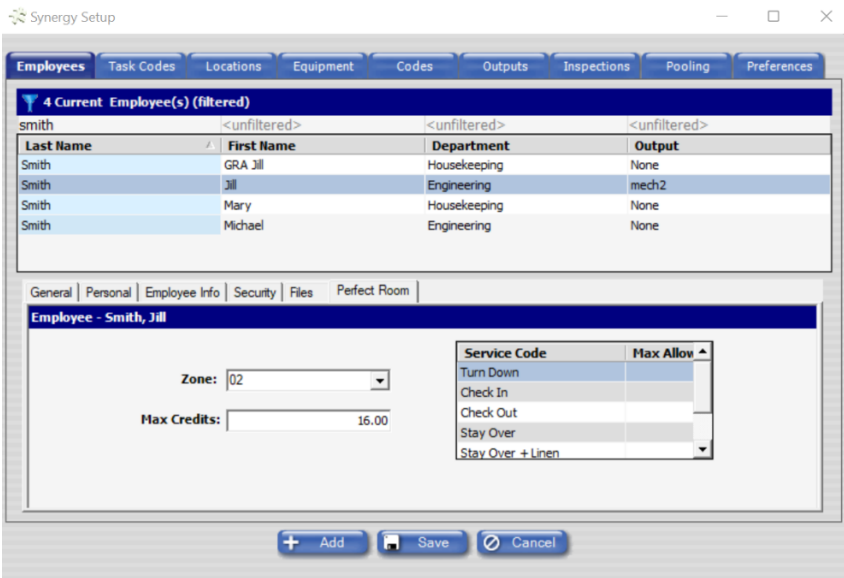 Synergy Setup
Employees Task Codes Locations Equipment Codes Outputs Inspections Pooling Preferences
4 Current Employee(s) (filtered)
smith <unfiltered> <unfiltered> <unfiltered>
Last Name First Name Department Output
Smith GRA Jill Housekeeping None
Smith Jill Engineering mech2
Smith Mary Housekeeping None
Smith Michael Engineering None
General Personal Employee Info Security Files Perfect Room
Employee - Smith, Jill
Service Code Max Allow
Turn Down
Zone: 02
Check In
Check Out
Max Credits: 16.00
Stay Over
Stay Over + Linen
Add Save Cancel